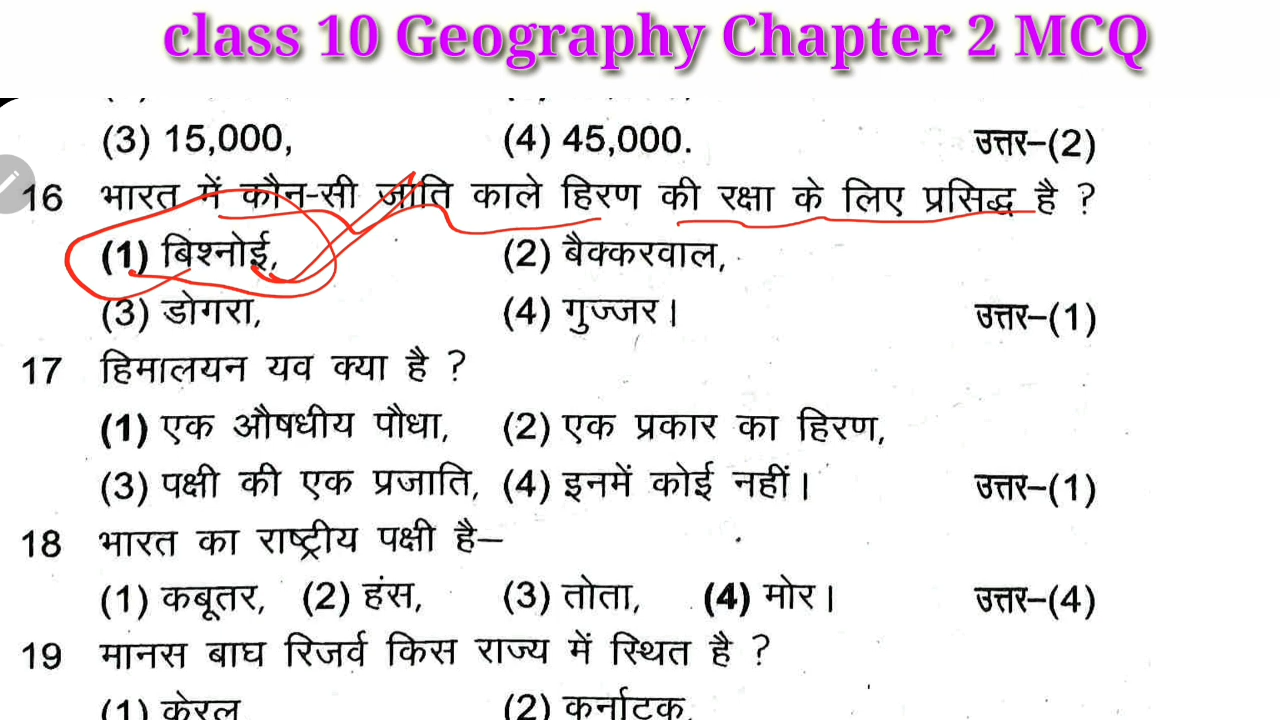 class 10 Geography Chapter 2 MCQ
(3) 15,000, (4) 45,000. उत्तर–(2)
16 भारत में कौन-सी जाति काले हिरण की रक्षा के लिए प्रसिद्ध है ?
(1) बिश्नोई, (2) बैक्करवाल,
(3) डोगरा, (4) गुज्जर। उत्तर–(1)
17 हिमालयन यव क्या है ?
(1) एक औषधीय पौधा, (2) एक प्रकार का हिरण,
(3) पक्षी की एक प्रजाति, (4) इनमें कोई नहीं। उत्तर–(1)
18 भारत का राष्ट्रीय पक्षी है–
(1) कबूतर, (2) हंस, (3) तोता, (4) मोर। उत्तर–(4)
19 मानस बाघ रिजर्व किस राज्य में स्थित है ?
(1) केरल (2) कर्नाटक,